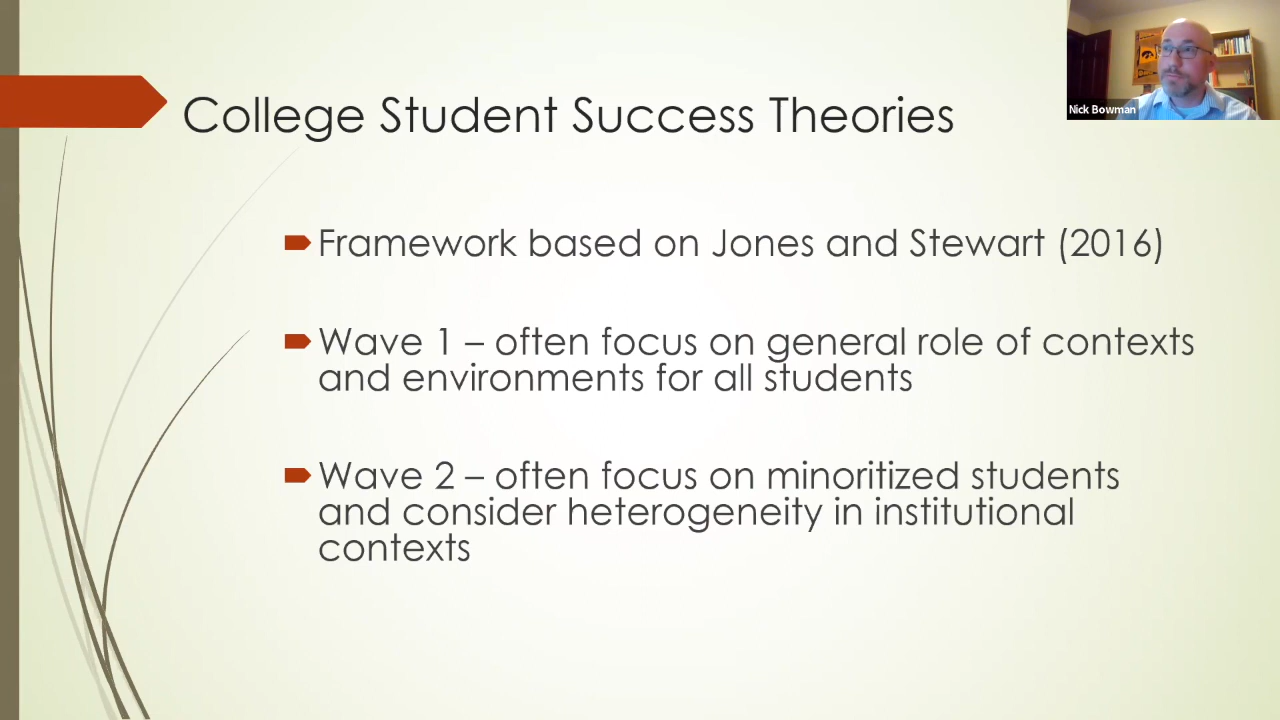 College Student Success Theories
Nick Bowman
Framework based on Jones and Stewart (2016)
Wave 1 – often focus on general role of contexts
and environments for all students
Wave 2 – often focus on minoritized students
and consider heterogeneity in institutional
contexts